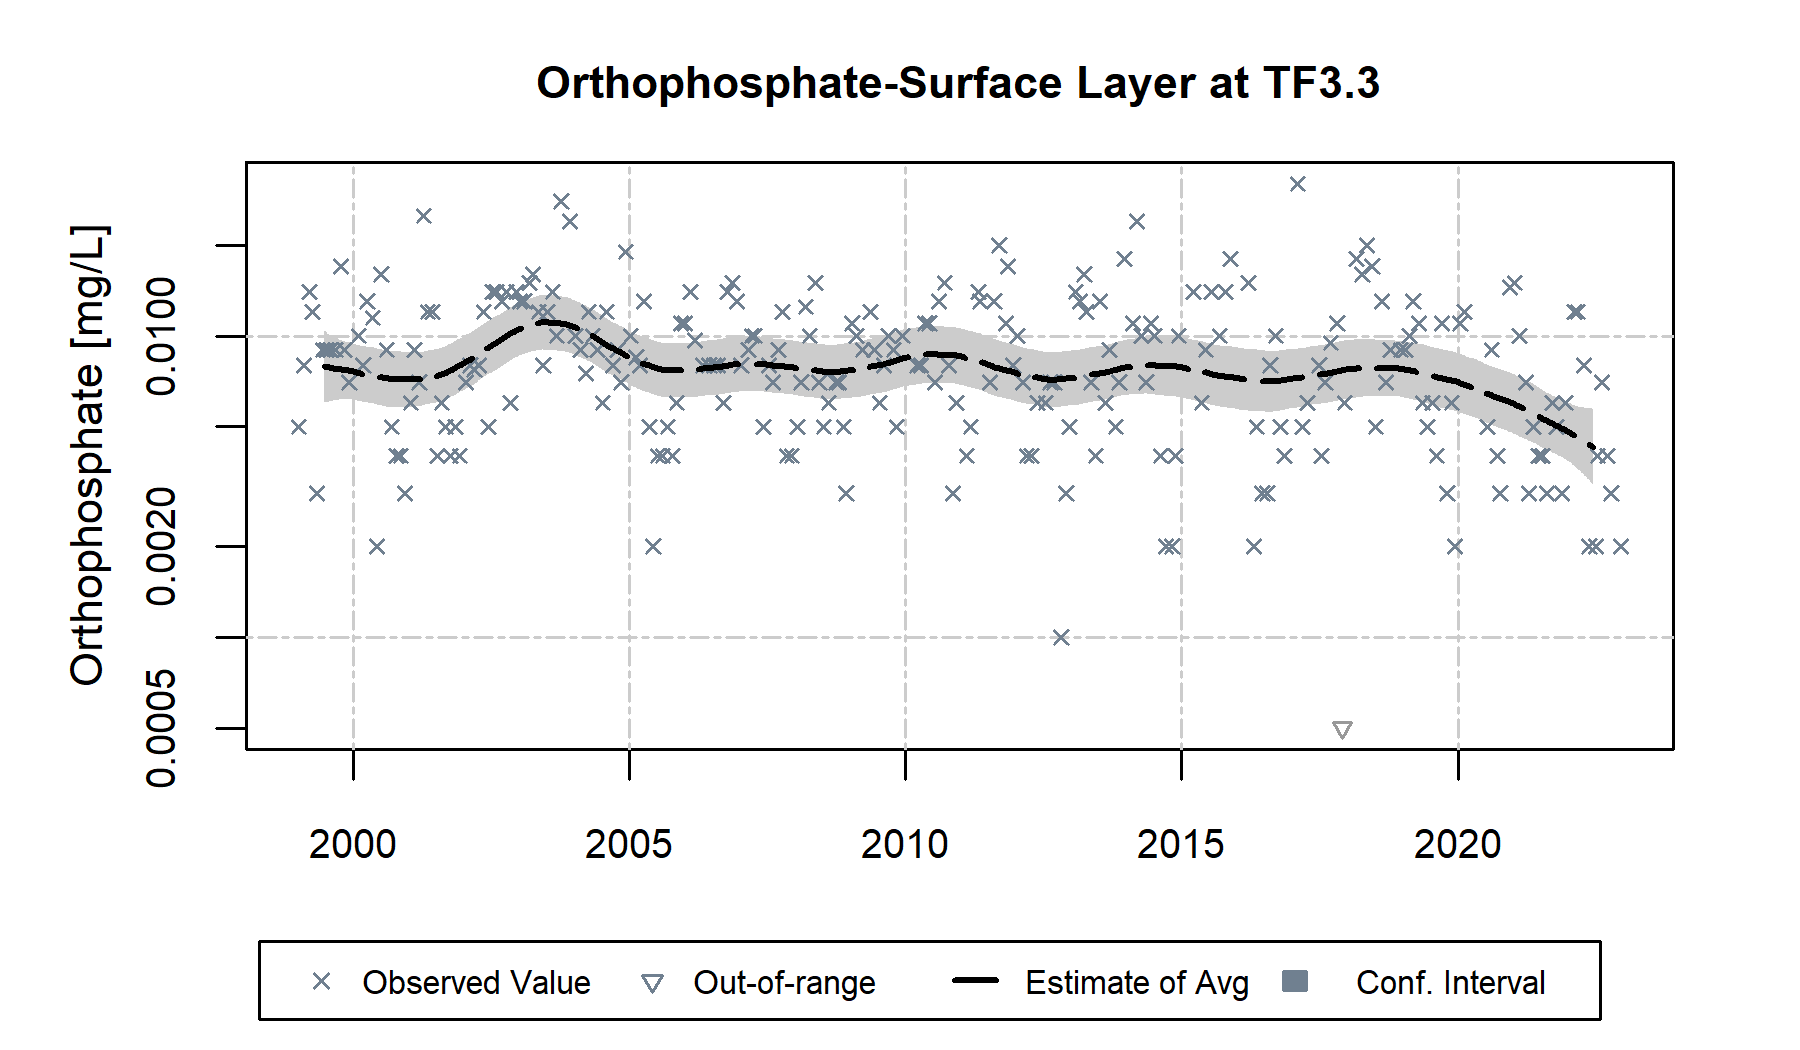 Orthophosphate-Surface Layer at TF3.3
Orthophosphate [mg/L]
0.0100
0.0020
0.0005
2000 2005 2010 2015 2020
Observed Value Out-of-range Estimate of Avg Conf. Interval